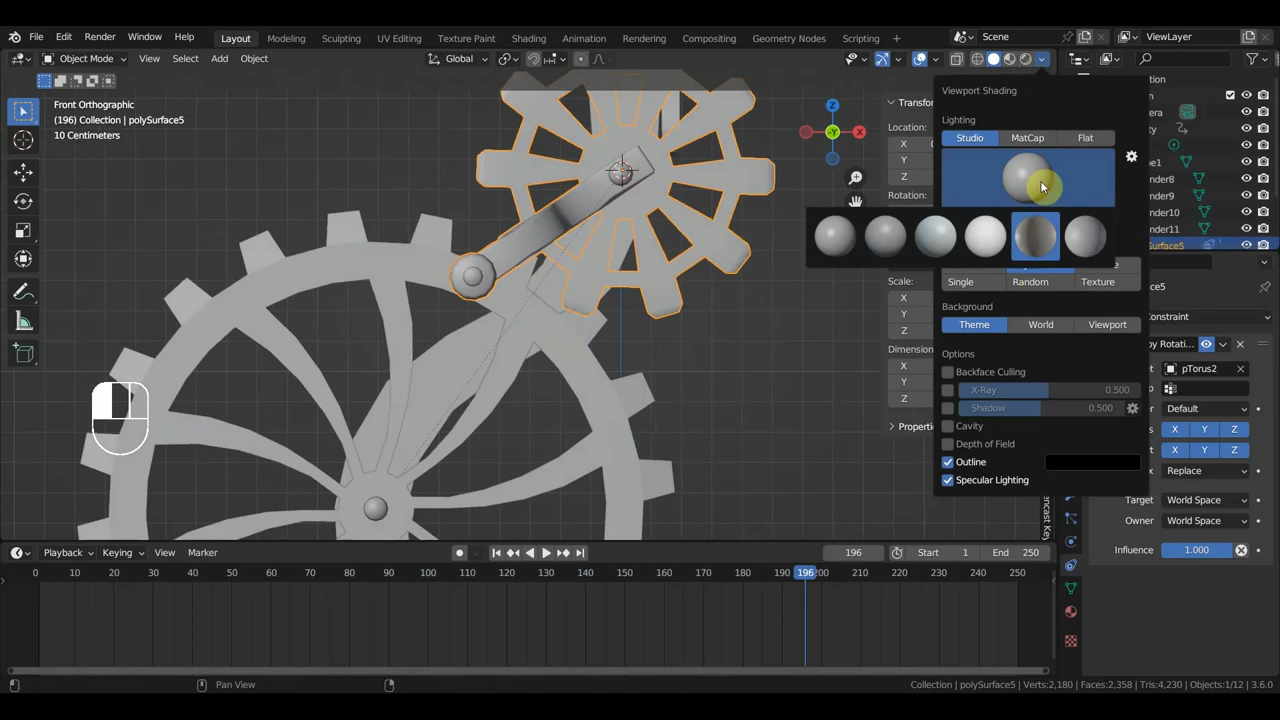 File Edit Render Window Help Layout Modeling Sculpting UV Editing Texture Paint Shading Animation Rendering Compositing Geometry Nodes Scripting + Scene ViewLayer
Object Mode View Select Add Object Global
Front Orthographic
(196) Collection | polySurface5
10 Centimeters
Z
X
-Y
Transform
Location:
X
Y
Z
Rotation:
Scale:
X
Y
Z
Dimension
X
Y
Z
Properti
Viewport Shading
Lighting
Studio MatCap Flat
Single Random Texture
Background
Theme World Viewport
Options
Backface Culling
X-Ray 0.500
Shadow 0.500
Cavity
Depth of Field
Outline
Specular Lighting
pTorus2
Default
X Y Z
X Y Z
Replace
Target World Space
Owner World Space
Influence 1.000
Playback Keying View Marker 196 Start 1 End 250
0 10 20 30 40 50 60 70 80 90 100 110 120 130 140 150 160 170 180 190 196 200 210 220 230 240 250
Pan View Collection | polySurface5 | Verts:2,180 | Faces:2,358 | Tris:4,230 | Objects:1/12 | 3.6.0